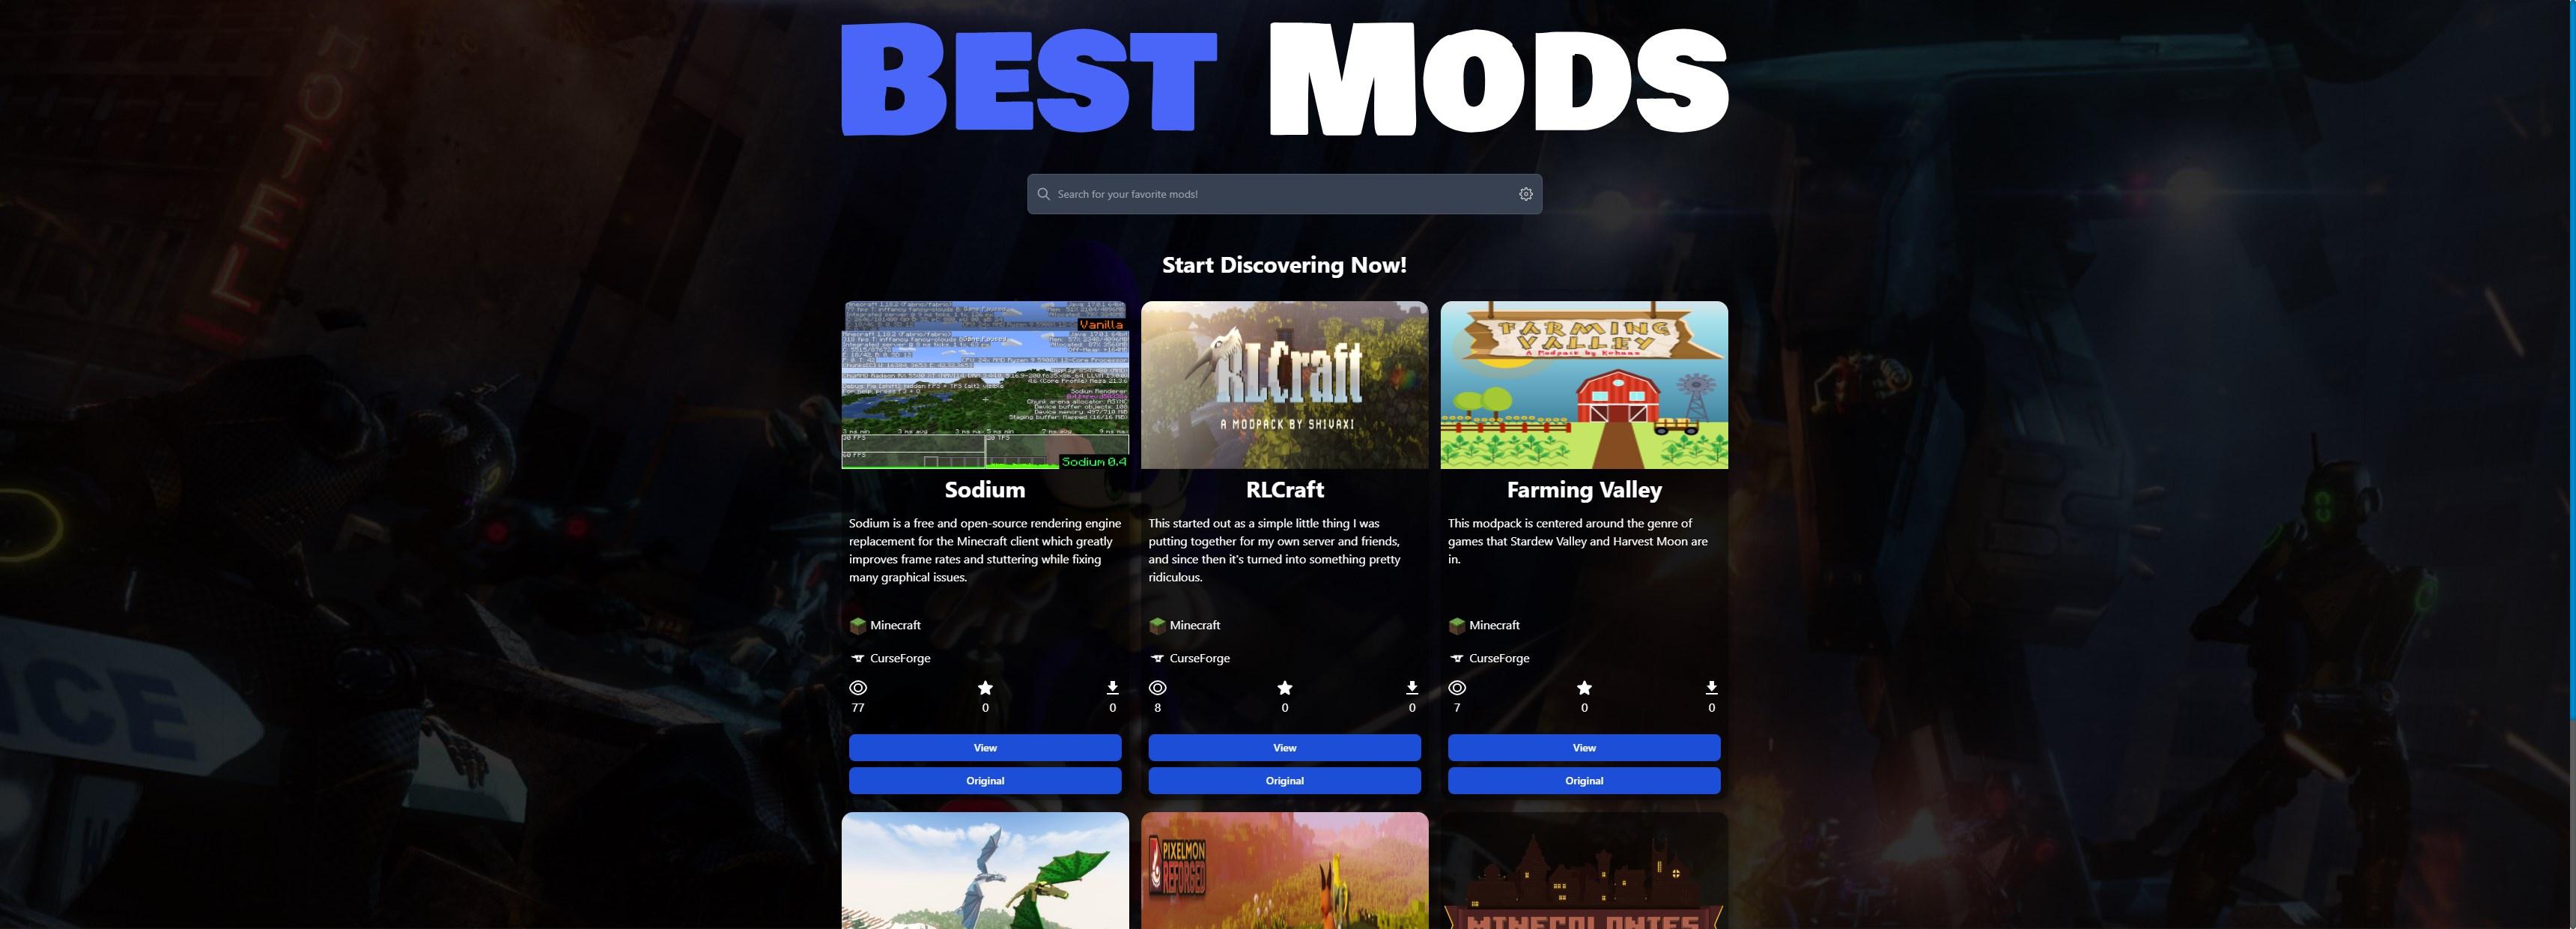 HOTEL
BEST MODS
Search for your favorite mods!
Start Discovering Now!
Vanilla
Sodium 0.4
RLCraft
A MODPACK BY SHIVAXI
FARMING
VALLEY
A Modpack by Kehaan
Sodium
RLCraft
Farming Valley
Sodium is a free and open-source rendering engine
replacement for the Minecraft client which greatly
improves frame rates and stuttering while fixing
many graphical issues.
This started out as a simple little thing I was
putting together for my own server and friends,
and since then it's turned into something pretty
ridiculous.
This modpack is centered around the genre of
games that Stardew Valley and Harvest Moon are
in.
Minecraft
Minecraft
Minecraft
CurseForge
CurseForge
CurseForge
77 0 0
8 0 0
7 0 0
View
View
View
Original
Original
Original
ICE
PIXELMON
REFORGED
MINECOLONIES